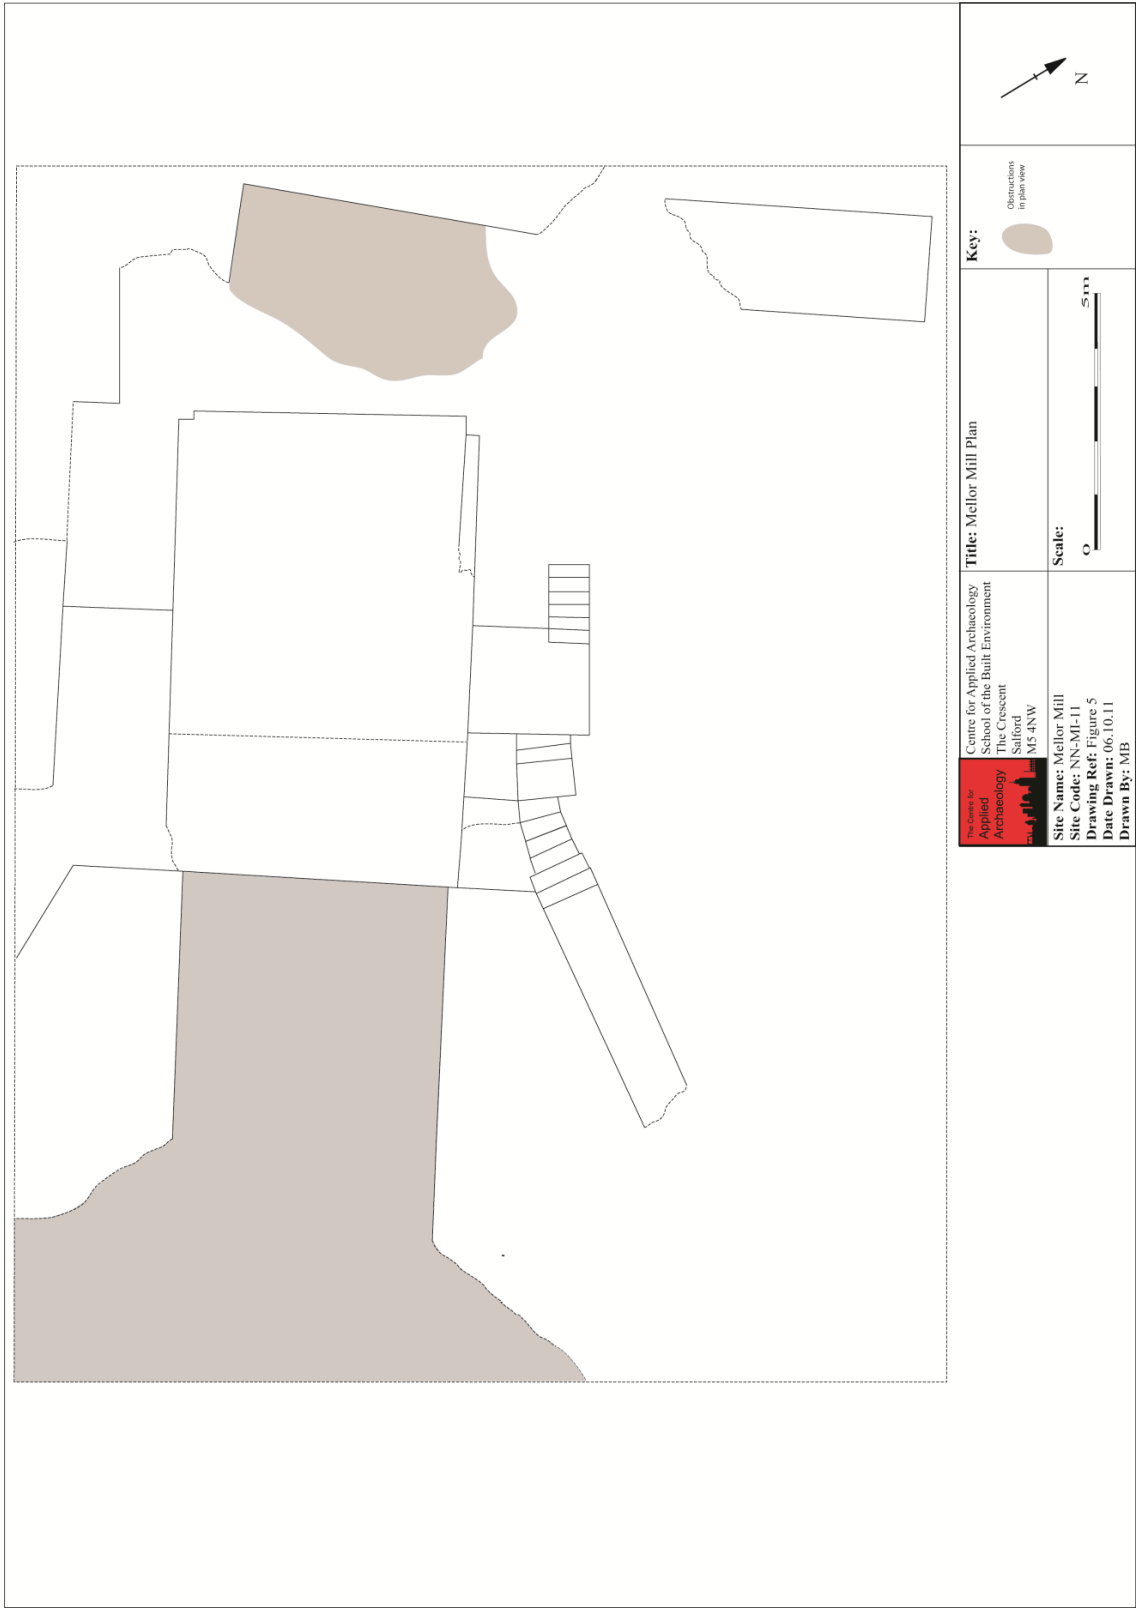 The Centre for
Applied
Archaeology
Centre for Applied Archaeology
School of the Built Environment
The Crescent
Salford
M5 4NW
Site Name: Mellor Mill
Site Code: NN-MI-11
Drawing Ref: Figure 5
Date Drawn: 06.10.11
Drawn By: MB
Title: Mellor Mill Plan
Scale:
0 5m
Key:
Obstructions
in plan view
N